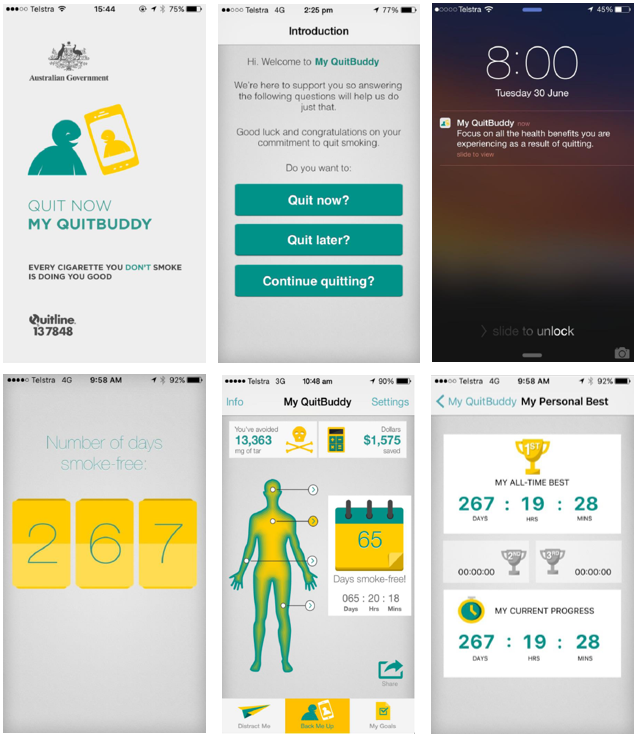 Telstra 15:44 75%
Australian Government
QUIT NOW
MY QUITBUDDY
EVERY CIGARETTE YOU DON'T SMOKE
IS DOING YOU GOOD
Quitline
137848
Telstra 4G 2:25 pm 77%
Introduction
Hi. Welcome to My QuitBuddy
We're here to support you so answering
the following questions will help us do
just that.
Good luck and congratulations on your
commitment to quit smoking.
Do you want to:
Quit now?
Quit later?
Continue quitting?
Telstra 45%
8:00
Tuesday 30 June
My QuitBuddy now
Focus on all the health benefits you are
experiencing as a result of quitting.
slide to view
> slide to unlock
Telstra 4G 9:58 AM 92%
Number of days
smoke-free:
267
Telstra 3G 10:48 am 90%
Info My QuitBuddy Settings
You've avoided
13,363
mg of tar
Dollars
$1,575
saved
65
Days smoke-free!
065 : 20 : 18
Days Hrs Mins
Share
Distract Me Back Me Up My Goals
Telstra 4G 9:58 AM 92%
My QuitBuddy My Personal Best
1ST
MY ALL-TIME BEST
267 : 19 : 28
DAYS HRS MINS
00:00:00 2ND 3RD 00:00:00
MY CURRENT PROGRESS
267 : 19 : 28
DAYS HRS MINS